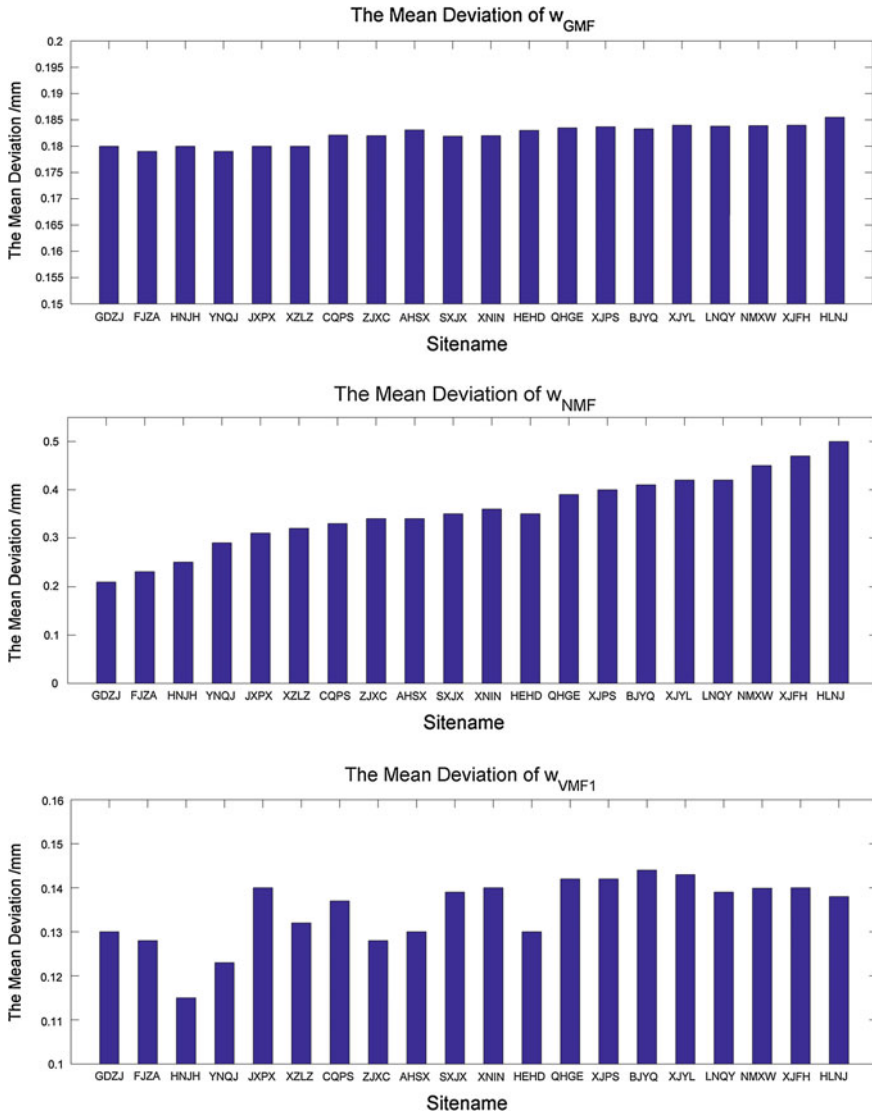 The Mean Deviation of wGMF
The Mean Deviation /mm
0.2
0.195
0.19
0.185
0.18
0.175
0.17
0.165
0.16
0.155
0.15
GDZJ FJZA HNJH YNQJ JXPX XZLZ CQPS ZJXC AHSX SXJX XNIN HEHD QHGE XJPS BJYQ XJYL LNQY NMXW XJFH HLNJ
Sitename
The Mean Deviation of wNMF
The Mean Deviation /mm
0.5
0.4
0.3
0.2
0.1
0
GDZJ FJZA HNJH YNQJ JXPX XZLZ CQPS ZJXC AHSX SXJX XNIN HEHD QHGE XJPS BJYQ XJYL LNQY NMXW XJFH HLNJ
Sitename
The Mean Deviation of wVMF1
The Mean Deviation /mm
0.16
0.15
0.14
0.13
0.12
0.11
0.1
GDZJ FJZA HNJH YNQJ JXPX XZLZ CQPS ZJXC AHSX SXJX XNIN HEHD QHGE XJPS BJYQ XJYL LNQY NMXW XJFH HLNJ
Sitename